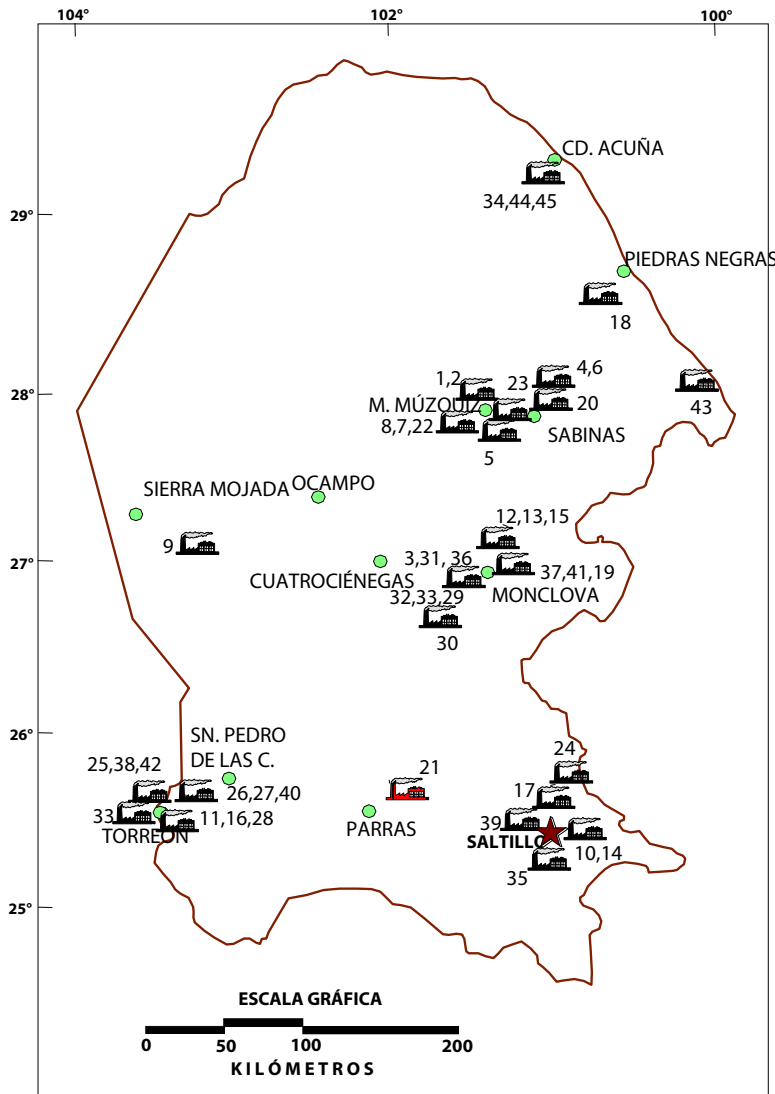 104°
102°
100°
CD. ACUÑA
29°
34,44,45
PIEDRAS NEGRAS
18
28°
1,2
23
4,6
M. MÚZQUIZ
20
43
8,7,22
SABINAS
5
SIERRA MOJADA
OCAMPO
9
12,13,15
27°
3,31,36
CUATROCIÉNEGAS
37,41,19
32,33,29
MONCLOVA
30
26°
SN. PEDRO
DE LAS C.
25,38,42
21
24
26,27,40
17
33
11,16,28
TORREÓN
PARRAS
39
SALTILLO
10,14
35
25°
ESCALA GRÁFICA
0
50
100
200
KILÓMETROS